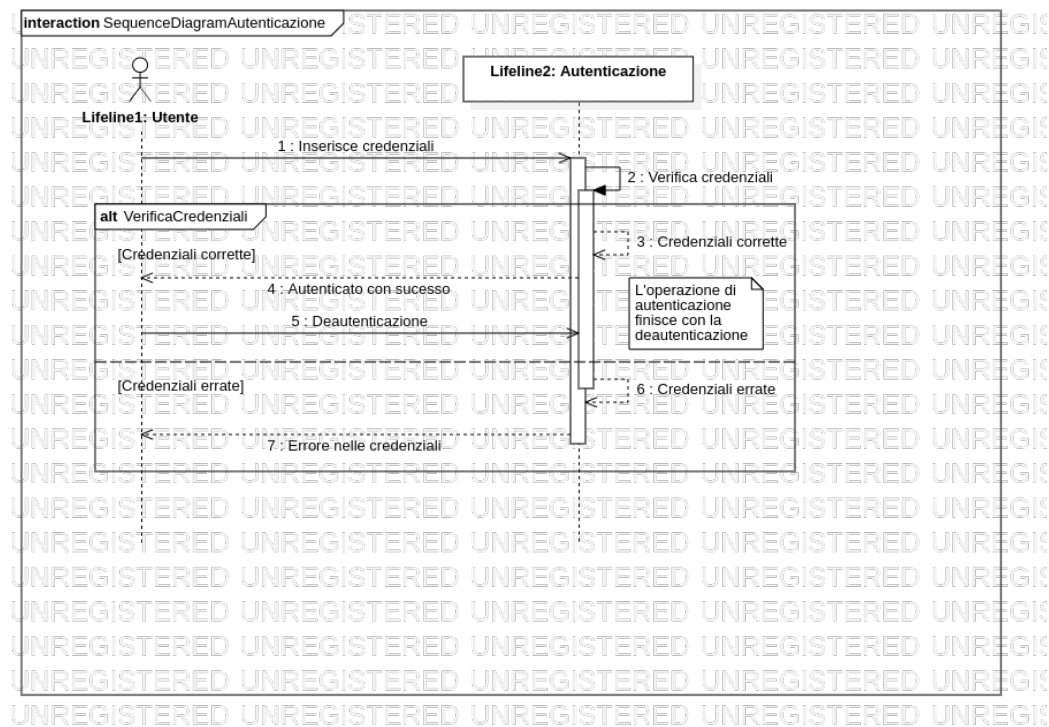 interaction SequenceDiagramAutenticazione
Lifeline1: Utente
Lifeline2: Autenticazione
1 : Inserisce credenziali
2 : Verifica credenziali
alt VerificaCredenziali
3 : Credenziali corrette
[Credenziali corrette]
4 : Autenticato con sucesso
L'operazione di
autenticazione
finisce con la
deautenticazione
5 : Deautenticazione
[Credenziali errate]
6 : Credenziali errate
7 : Errore nelle credenziali
UNREGISTERED